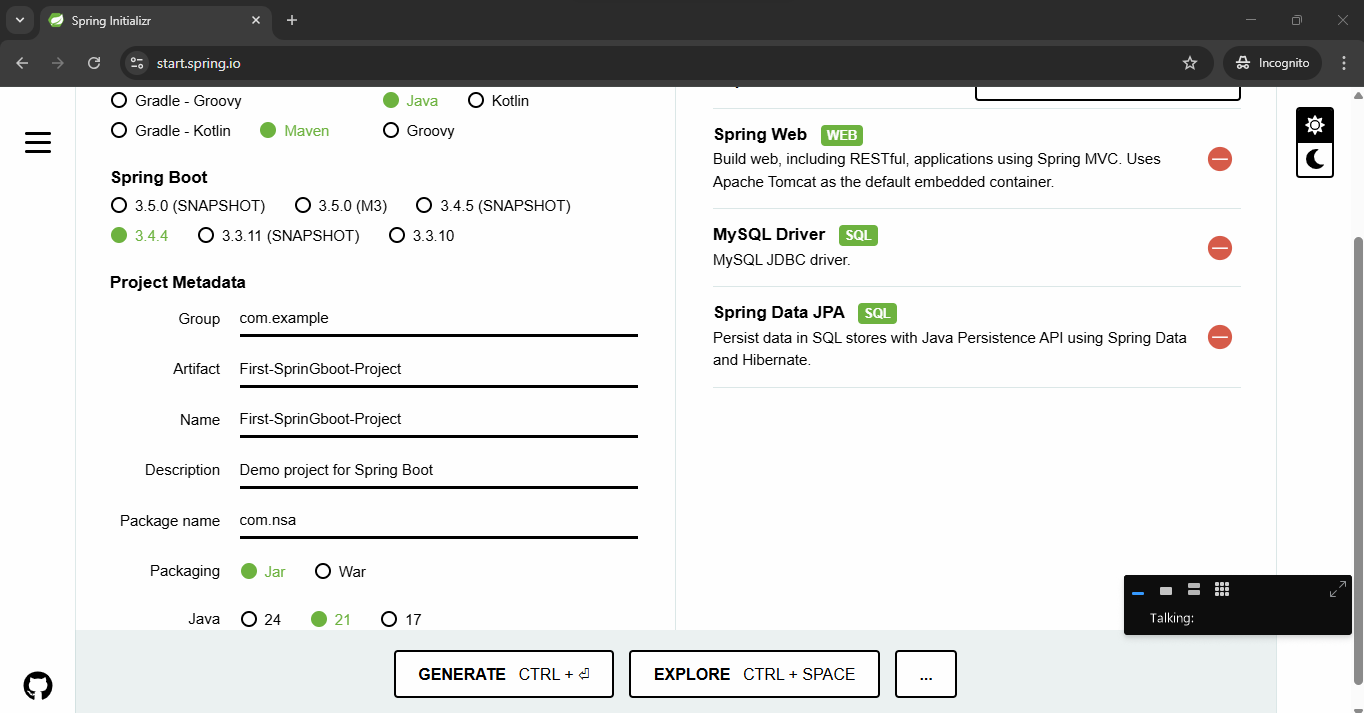 Spring Initializr
start.spring.io
Incognito
Gradle - Groovy
Java
Kotlin
Gradle - Kotlin
Maven
Groovy
Spring Boot
3.5.0 (SNAPSHOT)
3.5.0 (M3)
3.4.5 (SNAPSHOT)
3.4.4
3.3.11 (SNAPSHOT)
3.3.10
Project Metadata
Group com.example
Artifact First-SprinGboot-Project
Name First-SprinGboot-Project
Description Demo project for Spring Boot
Package name com.nsa
Packaging Jar War
Java 24 21 17
Spring Web WEB
Build web, including RESTful, applications using Spring MVC. Uses
Apache Tomcat as the default embedded container.
MySQL Driver SQL
MySQL JDBC driver.
Spring Data JPA SQL
Persist data in SQL stores with Java Persistence API using Spring Data
and Hibernate.
Talking:
GENERATE CTRL + ⏎
EXPLORE CTRL + SPACE
...